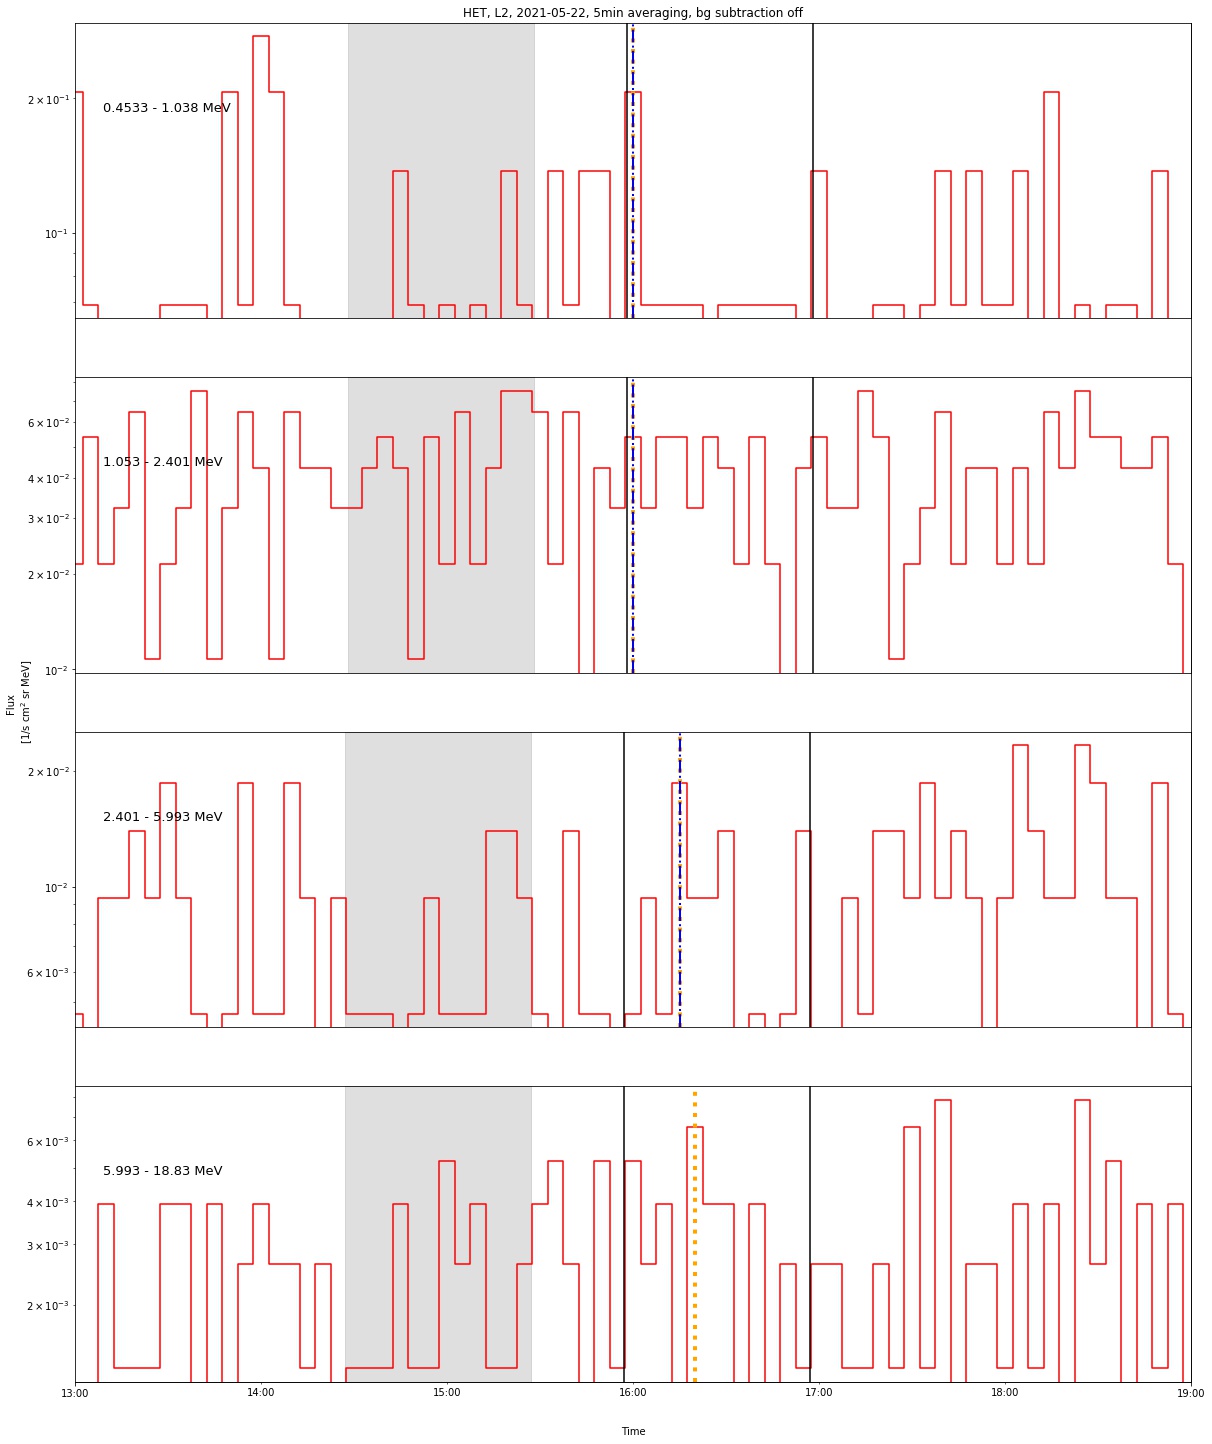 HET, L2, 2021-05-22, 5min averaging, bg subtraction off
2 × 10⁻¹
0.4533 - 1.038 MeV
10⁻¹
6 × 10⁻²
1.053 - 2.401 MeV
4 × 10⁻²
3 × 10⁻²
2 × 10⁻²
10⁻²
Flux
[1/s cm² sr MeV]
2 × 10⁻²
2.401 - 5.993 MeV
10⁻²
6 × 10⁻³
6 × 10⁻³
5.993 - 18.83 MeV
4 × 10⁻³
3 × 10⁻³
2 × 10⁻³
13:00 14:00 15:00 16:00 17:00 18:00 19:00
Time